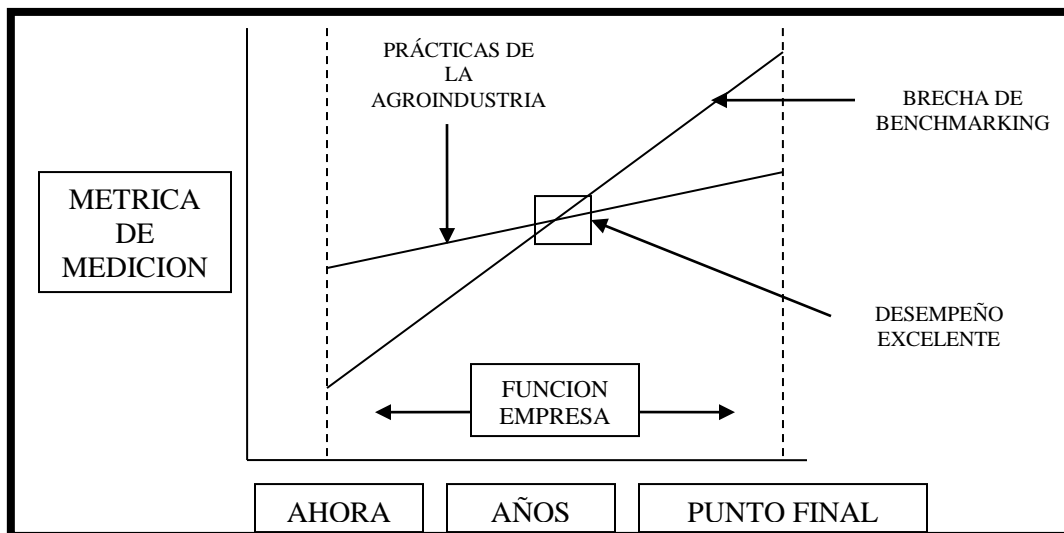 PRÁCTICAS DE
LA
AGROINDUSTRIA
BRECHA DE
BENCHMARKING
METRICA
DE
MEDICION
DESEMPEÑO
EXCELENTE
FUNCION
EMPRESA
AHORA
AÑOS
PUNTO FINAL